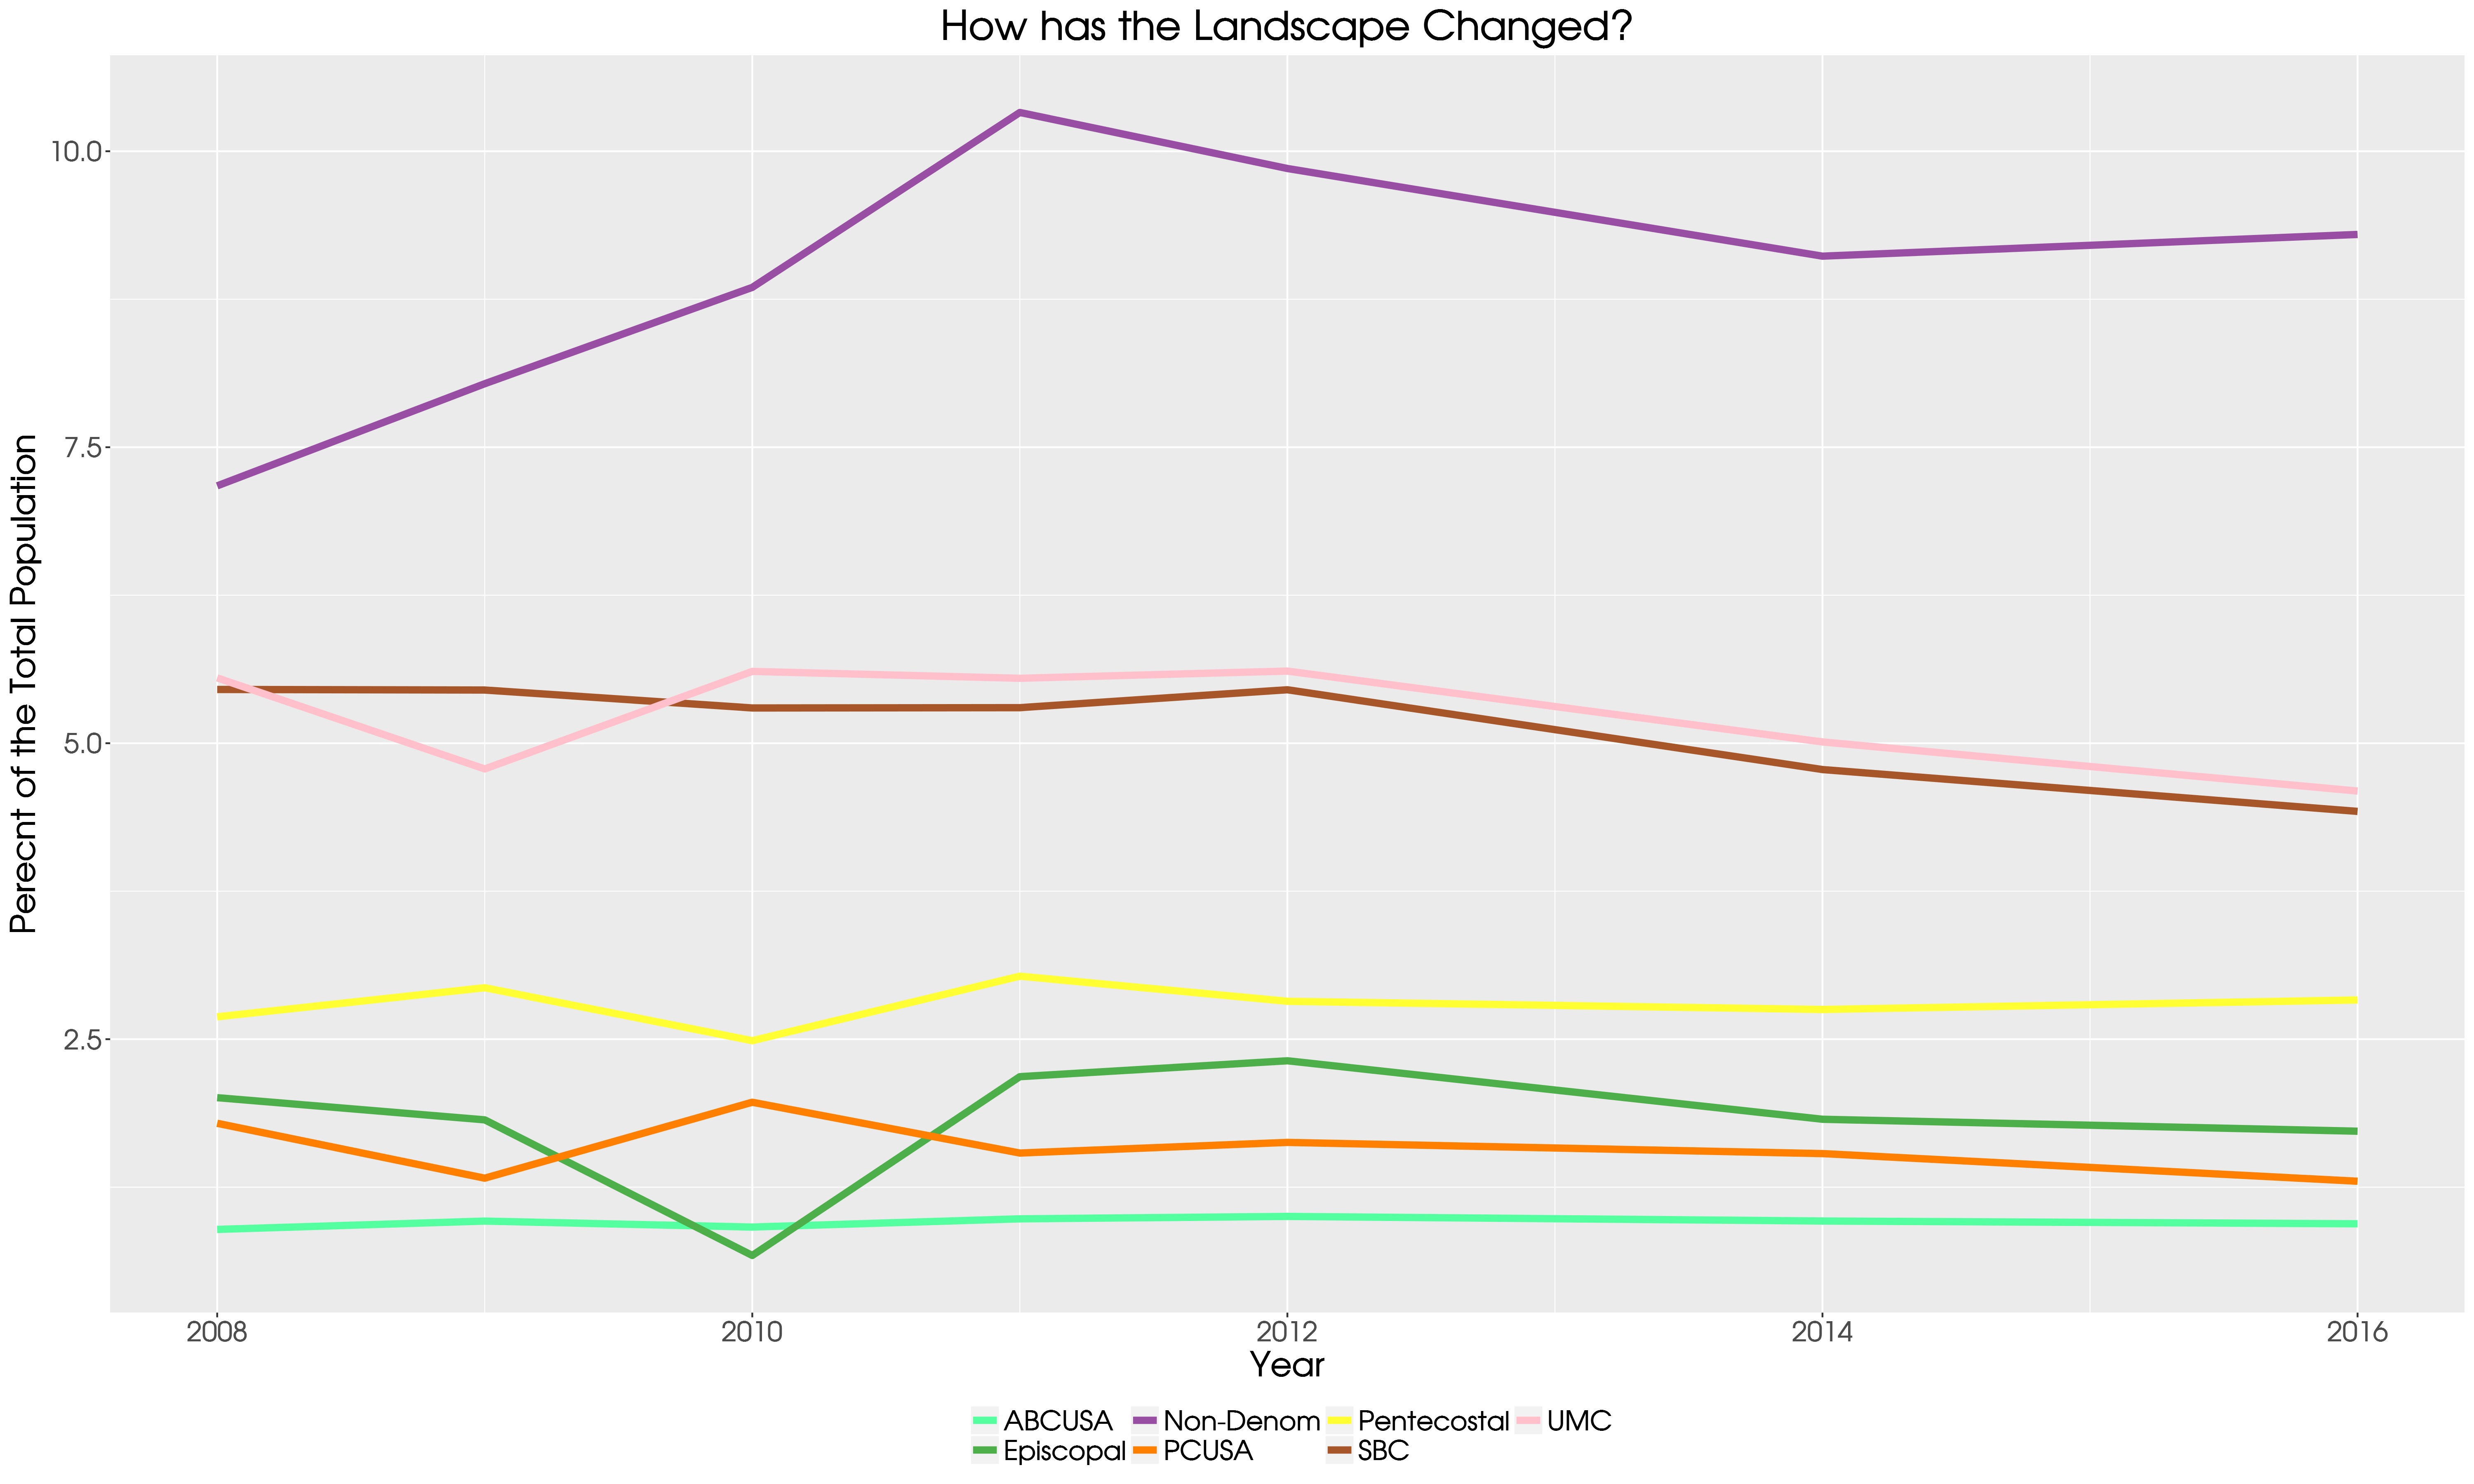 How has the Landscape Changed?
Perecnt of the Total Population
10.0
7.5
5.0
2.5
2008 2010 2012 2014 2016
Year
ABCUSA Non-Denom Pentecostal UMC
Episcopal PCUSA SBC